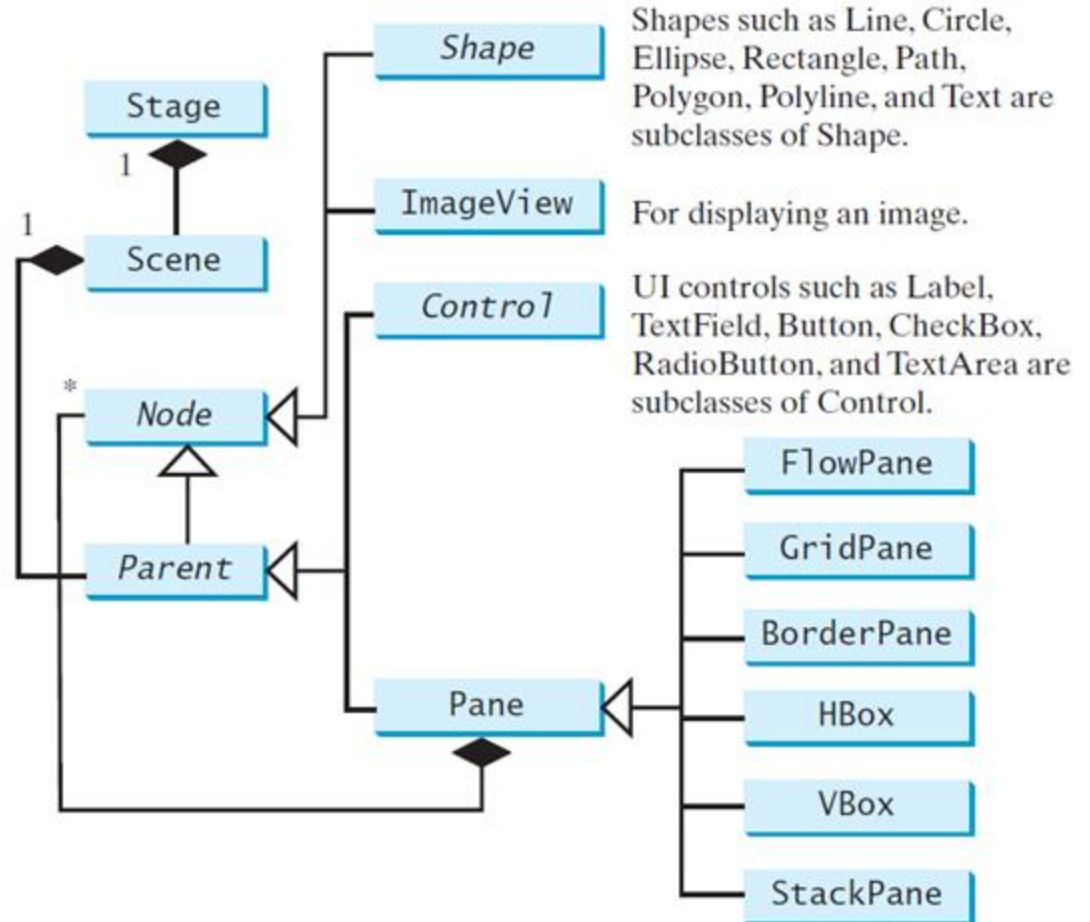 Stage
1
Scene
1
*
Node
Parent
Shape
Shapes such as Line, Circle,
Ellipse, Rectangle, Path,
Polygon, Polyline, and Text are
subclasses of Shape.
ImageView
For displaying an image.
Control
UI controls such as Label,
TextField, Button, CheckBox,
RadioButton, and TextArea are
subclasses of Control.
Pane
FlowPane
GridPane
BorderPane
HBox
VBox
StackPane